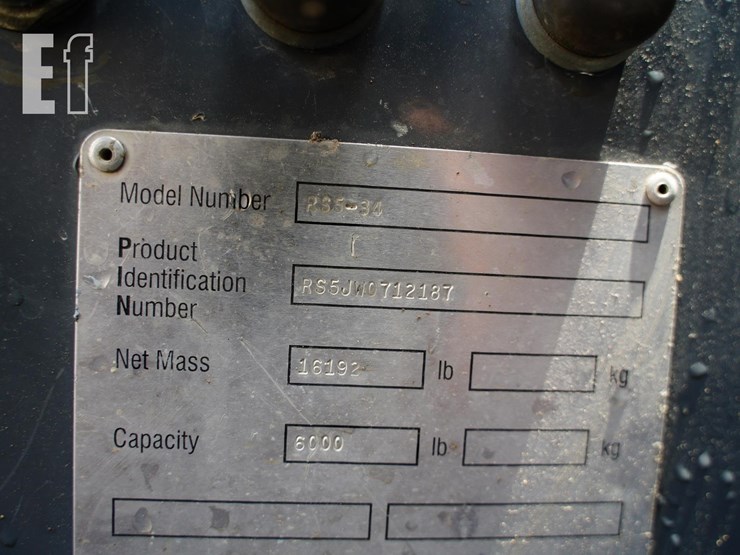 Ef
Model Number RS5-34
Product
Identification
Number RS5JW0712187
Net Mass 16192 lb kg
Capacity 6000 lb kg